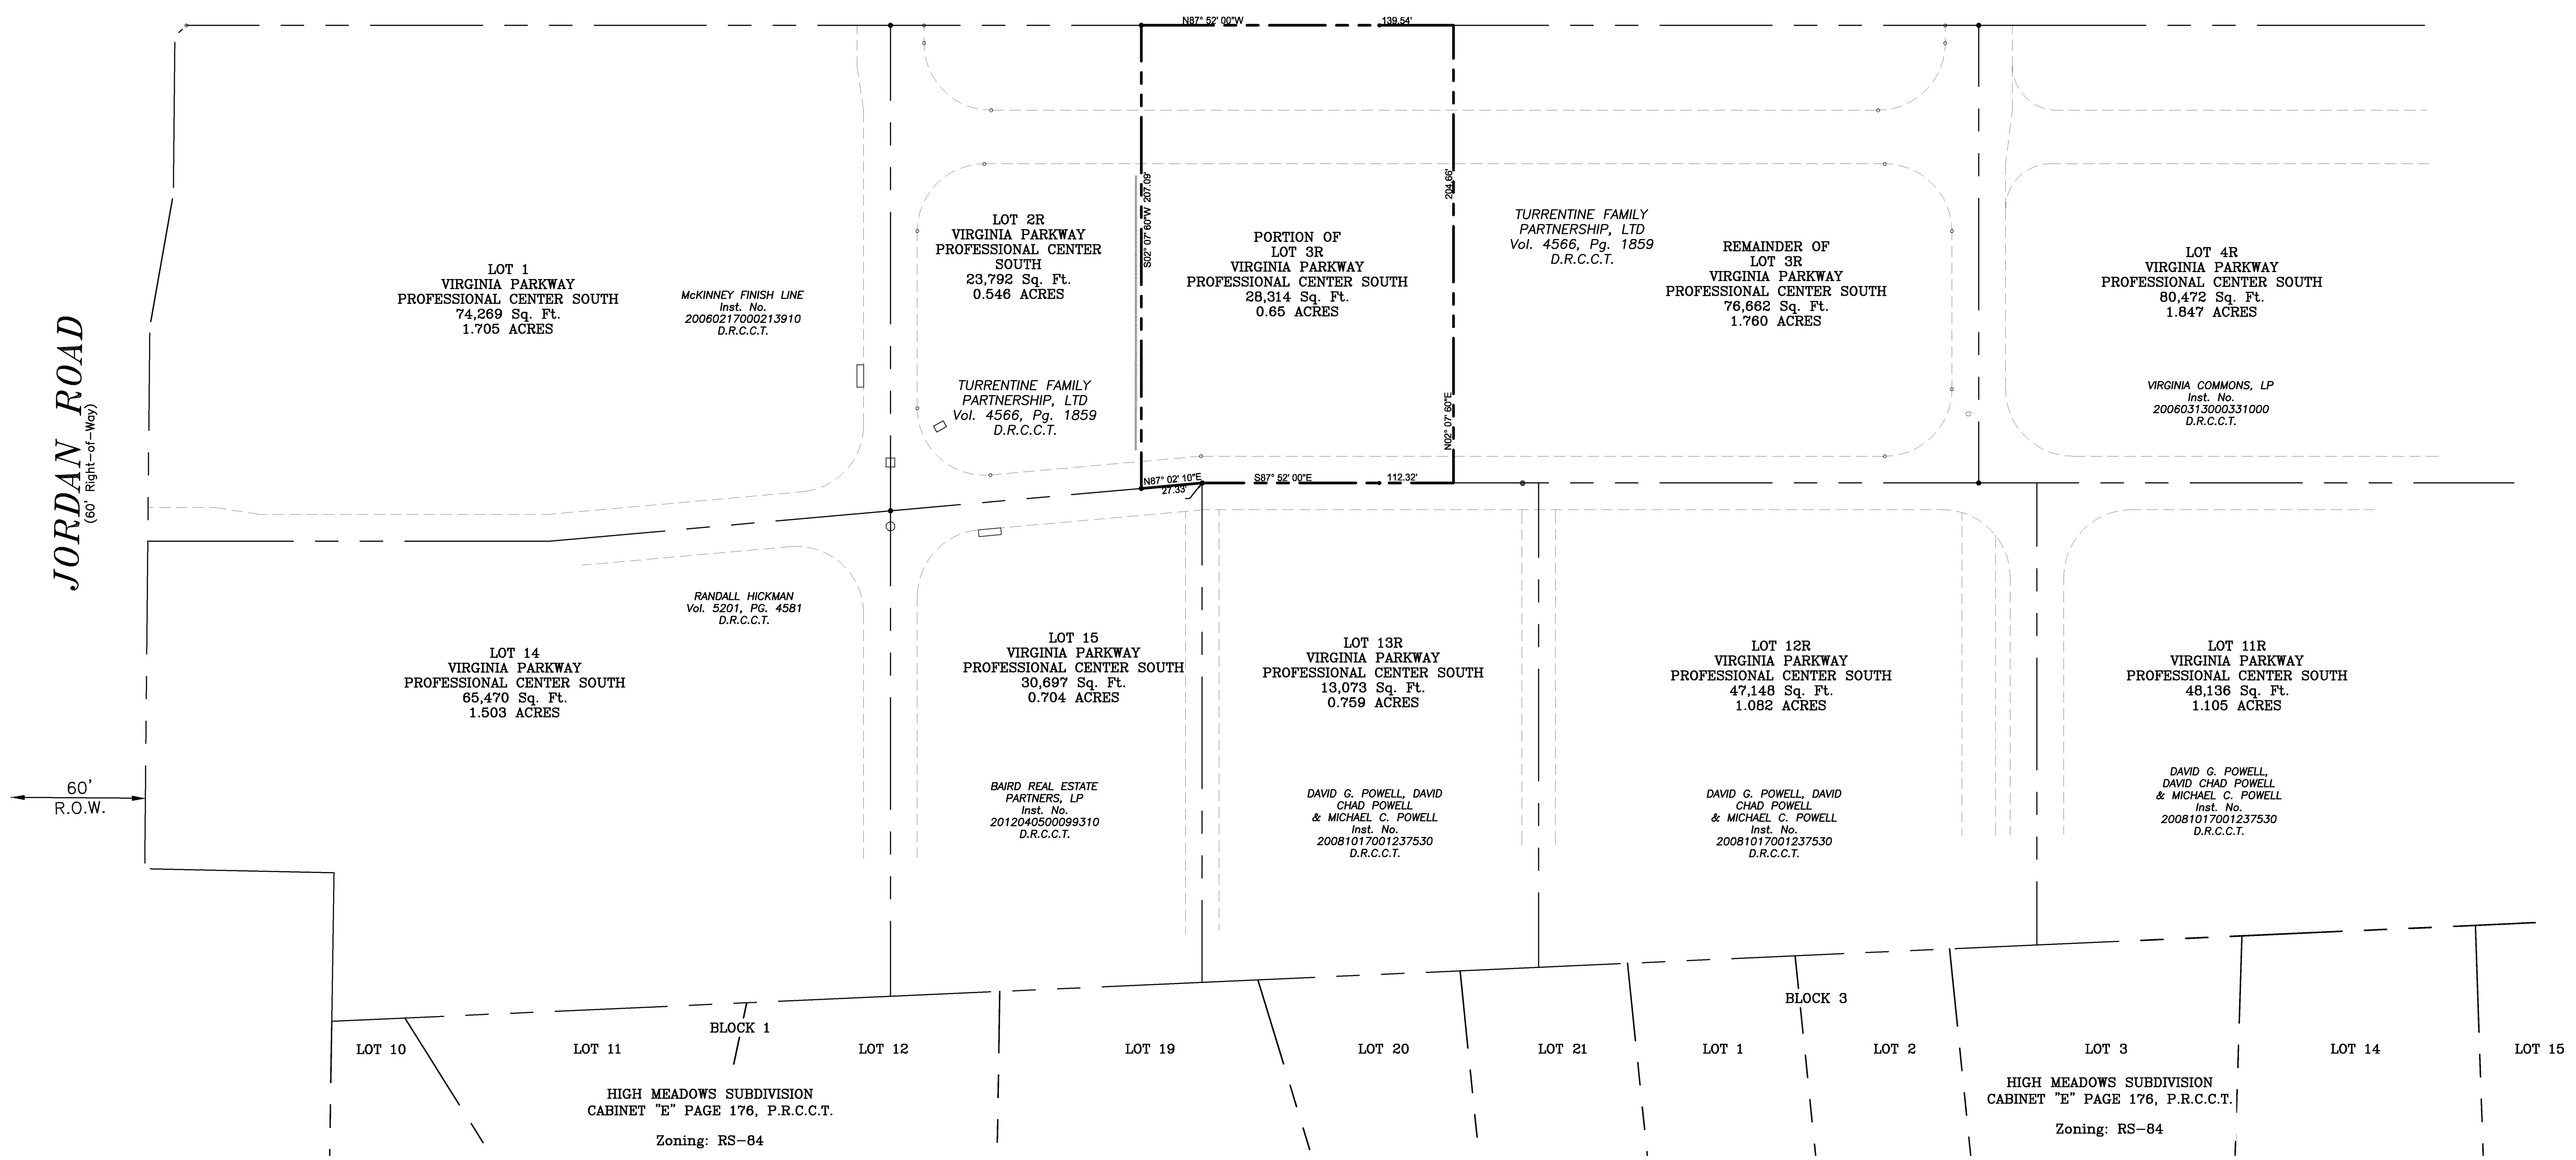 N87° 52' 00"W
139.54'
JORDAN ROAD
(60' Right-of-Way)
LOT 1
VIRGINIA PARKWAY
PROFESSIONAL CENTER SOUTH
74,269 Sq. Ft.
1.705 ACRES
McKINNEY FINISH LINE
Inst. No.
20060217000213910
D.R.C.C.T.
LOT 2R
VIRGINIA PARKWAY
PROFESSIONAL CENTER
SOUTH
23,792 Sq. Ft.
0.546 ACRES
TURRENTINE FAMILY
PARTNERSHIP, LTD
Vol. 4566, Pg. 1859
D.R.C.C.T.
S02° 07' 60"W 207.09'
PORTION OF
LOT 3R
VIRGINIA PARKWAY
PROFESSIONAL CENTER SOUTH
28,314 Sq. Ft.
0.65 ACRES
204.66'
N02° 07' 60"E
TURRENTINE FAMILY
PARTNERSHIP, LTD
Vol. 4566, Pg. 1859
D.R.C.C.T.
REMAINDER OF
LOT 3R
VIRGINIA PARKWAY
PROFESSIONAL CENTER SOUTH
76,662 Sq. Ft.
1.760 ACRES
LOT 4R
VIRGINIA PARKWAY
PROFESSIONAL CENTER SOUTH
80,472 Sq. Ft.
1.847 ACRES
VIRGINIA COMMONS, LP
Inst. No.
20060313000331000
D.R.C.C.T.
N87° 02' 10"E
27.33'
S87° 52' 00"E
112.32'
RANDALL HICKMAN
Vol. 5201, PG. 4581
D.R.C.C.T.
LOT 14
VIRGINIA PARKWAY
PROFESSIONAL CENTER SOUTH
65,470 Sq. Ft.
1.503 ACRES
LOT 15
VIRGINIA PARKWAY
PROFESSIONAL CENTER SOUTH
30,697 Sq. Ft.
0.704 ACRES
BAIRD REAL ESTATE
PARTNERS, LP
Inst. No.
2012040500099310
D.R.C.C.T.
LOT 13R
VIRGINIA PARKWAY
PROFESSIONAL CENTER SOUTH
13,073 Sq. Ft.
0.759 ACRES
DAVID G. POWELL, DAVID
CHAD POWELL
& MICHAEL C. POWELL
Inst. No.
20081017001237530
D.R.C.C.T.
LOT 12R
VIRGINIA PARKWAY
PROFESSIONAL CENTER SOUTH
47,148 Sq. Ft.
1.082 ACRES
DAVID G. POWELL, DAVID
CHAD POWELL
& MICHAEL C. POWELL
Inst. No.
20081017001237530
D.R.C.C.T.
LOT 11R
VIRGINIA PARKWAY
PROFESSIONAL CENTER SOUTH
48,136 Sq. Ft.
1.105 ACRES
DAVID G. POWELL,
DAVID CHAD POWELL
& MICHAEL C. POWELL
Inst. No.
20081017001237530
D.R.C.C.T.
60'
R.O.W.
BLOCK 1
BLOCK 3
LOT 10
LOT 11
LOT 12
LOT 19
LOT 20
LOT 21
LOT 1
LOT 2
LOT 3
LOT 14
LOT 15
HIGH MEADOWS SUBDIVISION
CABINET "E" PAGE 176, P.R.C.C.T.
Zoning: RS-84
HIGH MEADOWS SUBDIVISION
CABINET "E" PAGE 176, P.R.C.C.T.
Zoning: RS-84